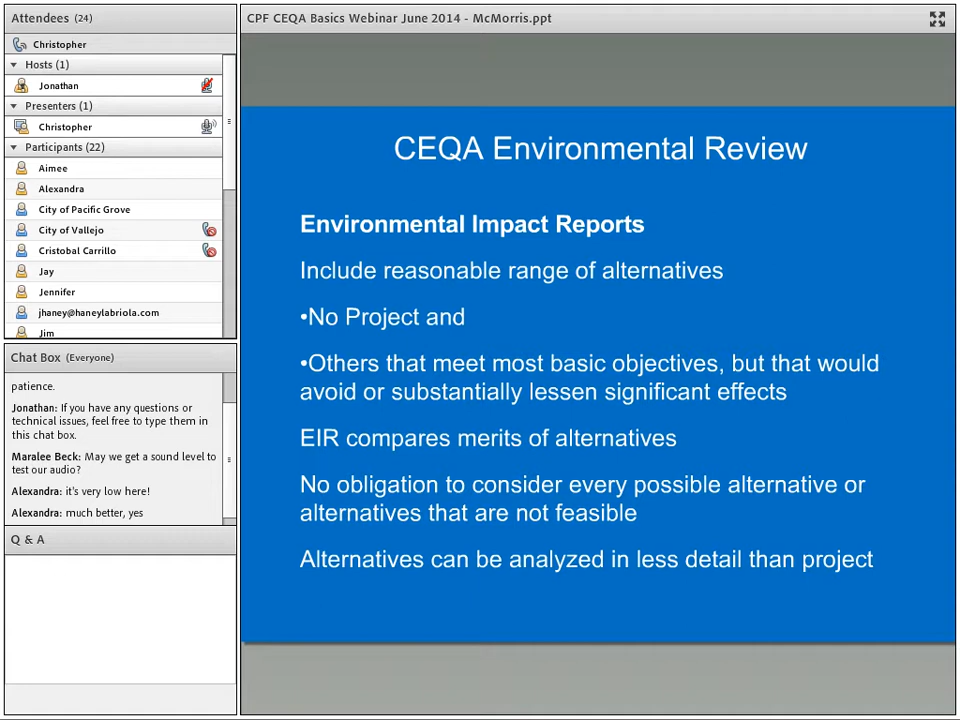 Attendees (24)
Christopher
Hosts (1)
Jonathan
Presenters (1)
Christopher
Participants (22)
Aimee
Alexandra
City of Pacific Grove
City of Vallejo
Cristobal Carrillo
Jay
Jennifer
jhaney@haneylabriola.com
Jim
Chat Box (Everyone)
patience.
Jonathan: If you have any questions or
technical issues, feel free to type them in
this chat box.
Maralee Beck: May we get a sound level to
test our audio?
Alexandra: it's very low here!
Alexandra: much better, yes
Q & A
CPF CEQA Basics Webinar June 2014 - McMorris.ppt
CEQA Environmental Review
Environmental Impact Reports
Include reasonable range of alternatives
•No Project and
•Others that meet most basic objectives, but that would
avoid or substantially lessen significant effects
EIR compares merits of alternatives
No obligation to consider every possible alternative or
alternatives that are not feasible
Alternatives can be analyzed in less detail than project